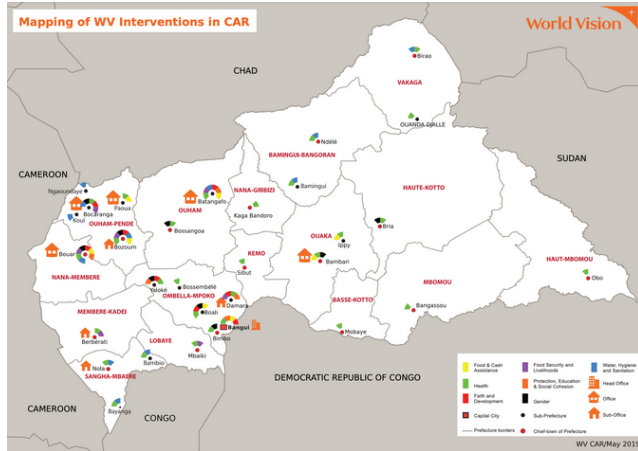 Mapping of WV Interventions in CAR
World Vision
CHAD
Birao
VAKAGA
OUANDA DJALLE
SUDAN
Ndélé
BAMINGUI-BANGORAN
CAMEROON
Ngaoundaye
Bamingui
HAUTE-KOTTO
Paoua
Bocaranga
Koui
OUHAM-PENDE
Bozoum
OUHAM
Batangafo
NANA-GRIBIZI
Kaga Bandoro
Bossangoa
OUAKA
Ippy
Bambari
Bria
Bouar
NANA-MEMBERE
KEMO
Sibut
HAUT-MBOMOU
Obo
Yaloké
Bossembélé
OMBELLA-MPOKO
Damara
MBOMOU
Bangassou
BASSE-KOTTO
Mobaye
MEMBERE-KADEI
Berbérati
Boali
Bangui
Bimbo
LOBAYE
Mbaïki
Bambio
Nola
SANGHA-MBAERE
Bayanga
DEMOCRATIC REPUBLIC OF CONGO
CAMEROON
CONGO
Food & Cash
Assistance
Food Security and
Livelihoods
Water, Hygiene
and Sanitation
Health
Protection, Education
& Social Cohesion
Head Office
Faith and
Development
Gender
Office
Capital City
Sub-Prefecture
Sub-Office
Prefecture borders
Chief-town of Prefecture
WV CAR/May 2019